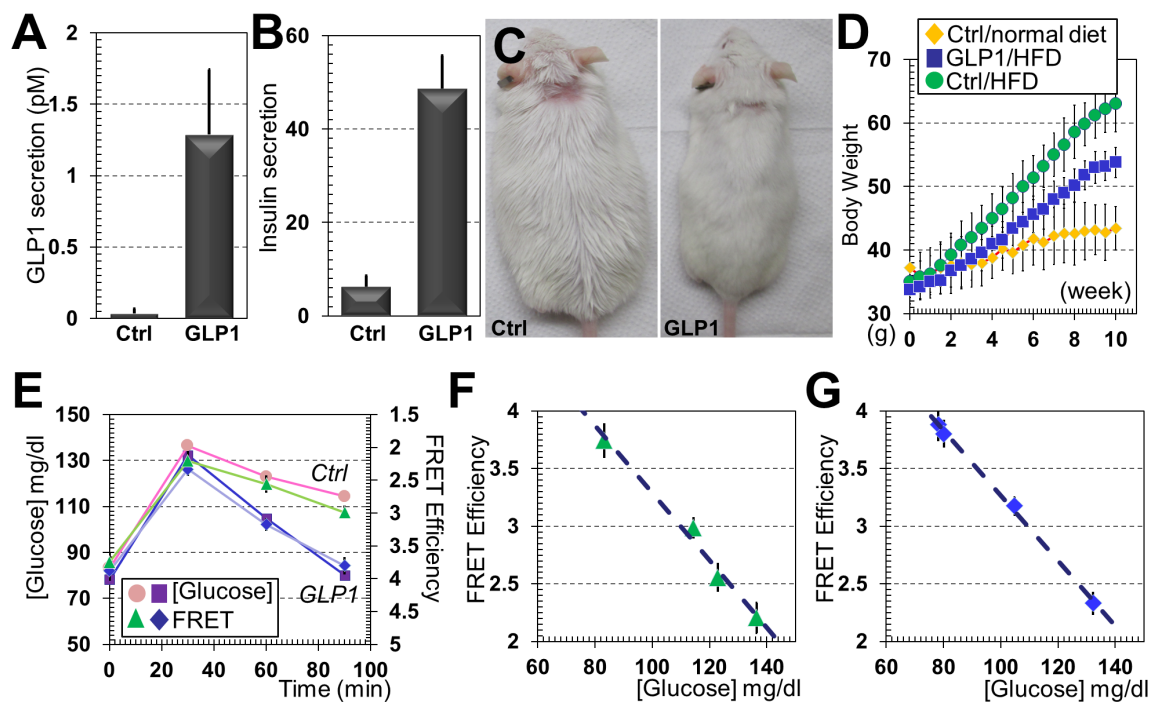 A
GLP1 secretion (pM)
2
1.5
1
0.5
0
Ctrl
GLP1
B
Insulin secretion
60
40
20
0
Ctrl
GLP1
C
Ctrl
GLP1
D
Ctrl/normal diet
GLP1/HFD
Ctrl/HFD
Body Weight
70
60
50
40
30
(g)
0
2
4
6
8
10
(week)
E
[Glucose] mg/dl
150
130
110
90
70
50
1.5
2
2.5
3
3.5
4
4.5
5
FRET Efficiency
Ctrl
GLP1
[Glucose]
FRET
0
20
40
60
80
100
Time (min)
F
FRET Efficiency
4
3.5
3
2.5
2
60
80
100
120
140
[Glucose] mg/dl
G
FRET Efficiency
4
3.5
3
2.5
2
60
80
100
120
140
[Glucose] mg/dl